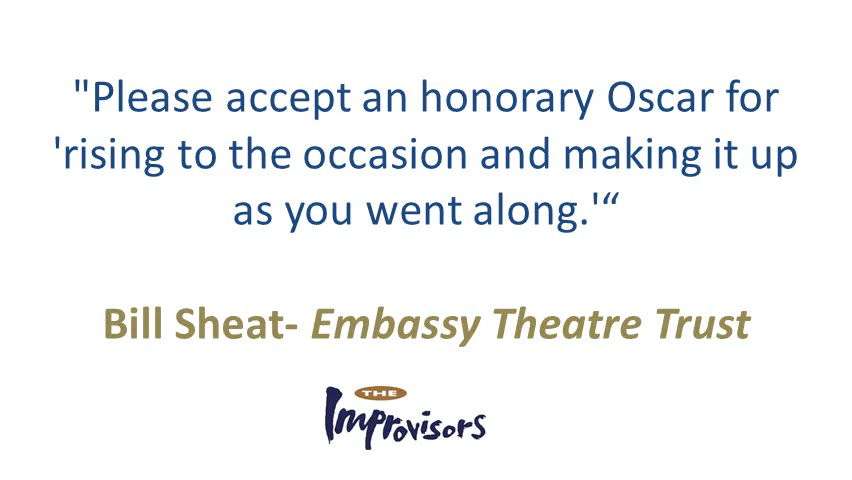 "Please accept an honorary Oscar for
'rising to the occasion and making it up
as you went along.'“
Bill Sheat- Embassy Theatre Trust
THE
Improvisors